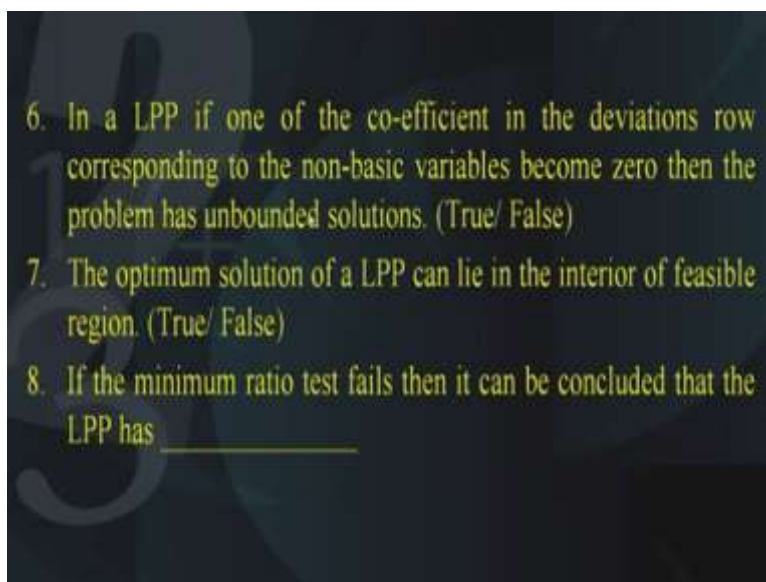 6. In a LPP if one of the co-efficient in the deviations row
corresponding to the non-basic variables become zero then the
problem has unbounded solutions. (True/ False)
7. The optimum solution of a LPP can lie in the interior of feasible
region. (True/ False)
8. If the minimum ratio test fails then it can be concluded that the
LPP has ____________